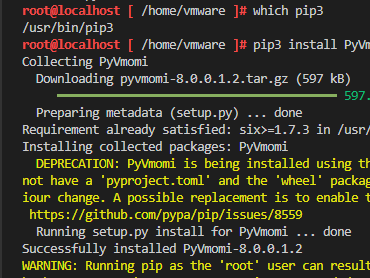 root@localhost [ /home/vmware ]# which pip3
/usr/bin/pip3
root@localhost [ /home/vmware ]# pip3 install PyV
Collecting PyVmomi
Downloading pyvmomi-8.0.0.1.2.tar.gz (597 kB)
597.
Preparing metadata (setup.py) ... done
Requirement already satisfied: six>=1.7.3 in /usr/
Installing collected packages: PyVmomi
DEPRECATION: PyVmomi is being installed using th
not have a 'pyproject.toml' and the 'wheel' packag
iour change. A possible replacement is to enable t
https://github.com/pypa/pip/issues/8559
Running setup.py install for PyVmomi ... done
Successfully installed PyVmomi-8.0.0.1.2
WARNING: Running pip as the 'root' user can result